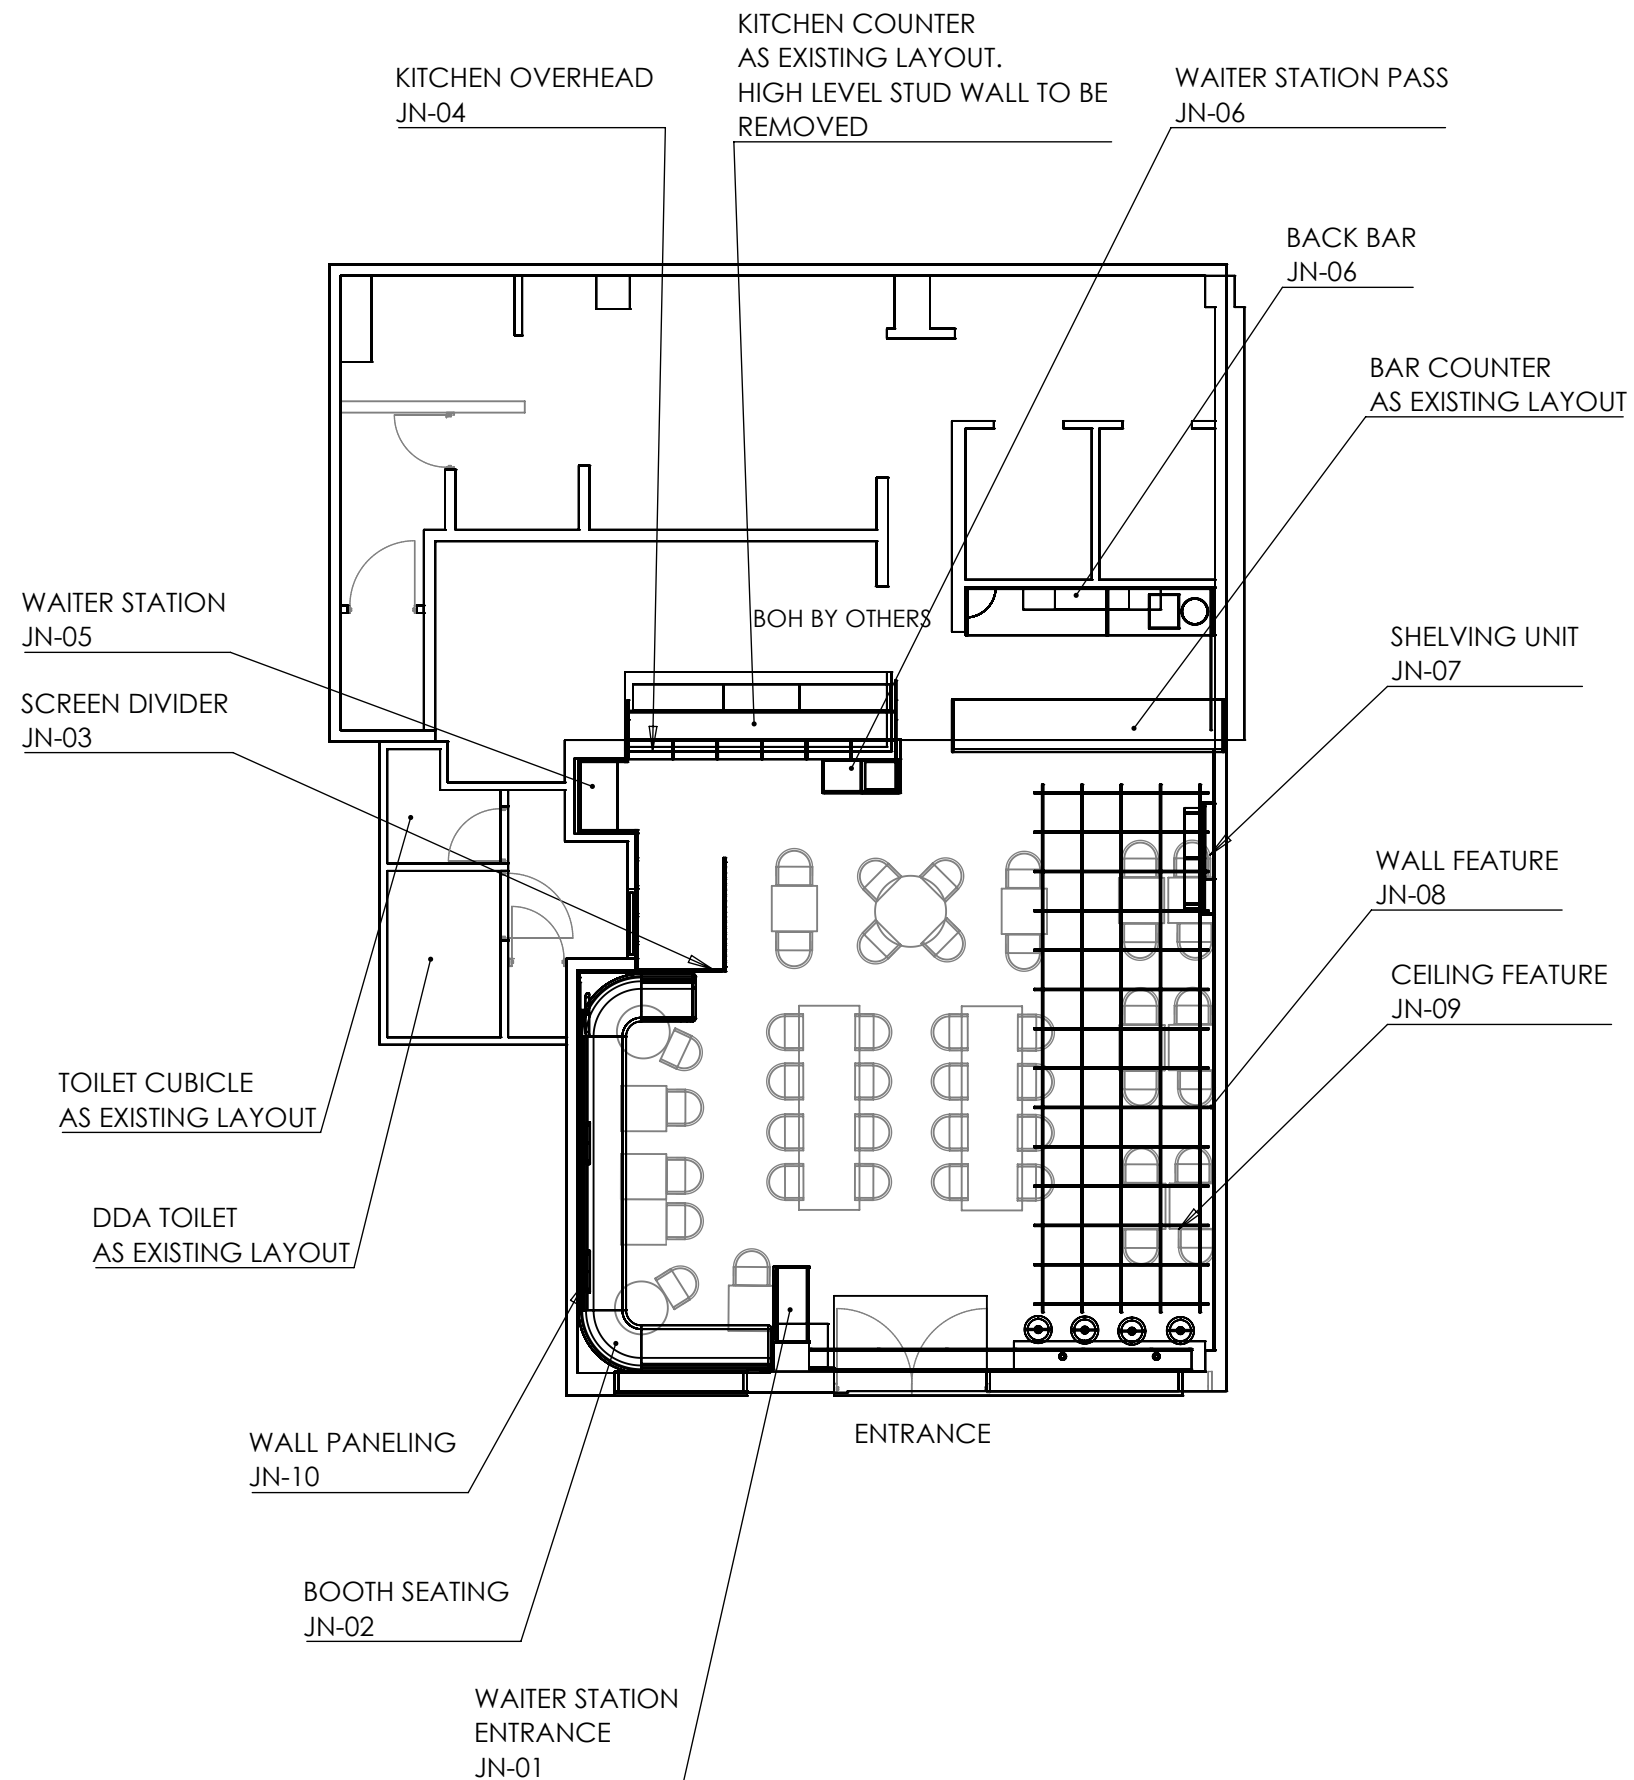 KITCHEN COUNTER
AS EXISTING LAYOUT.
HIGH LEVEL STUD WALL TO BE
REMOVED
KITCHEN OVERHEAD
JN-04
WAITER STATION PASS
JN-06
BACK BAR
JN-06
BAR COUNTER
AS EXISTING LAYOUT
WAITER STATION
JN-05
BOH BY OTHERS
SHELVING UNIT
JN-07
SCREEN DIVIDER
JN-03
WALL FEATURE
JN-08
CEILING FEATURE
JN-09
TOILET CUBICLE
AS EXISTING LAYOUT
DDA TOILET
AS EXISTING LAYOUT
ENTRANCE
WALL PANELING
JN-10
BOOTH SEATING
JN-02
WAITER STATION
ENTRANCE
JN-01